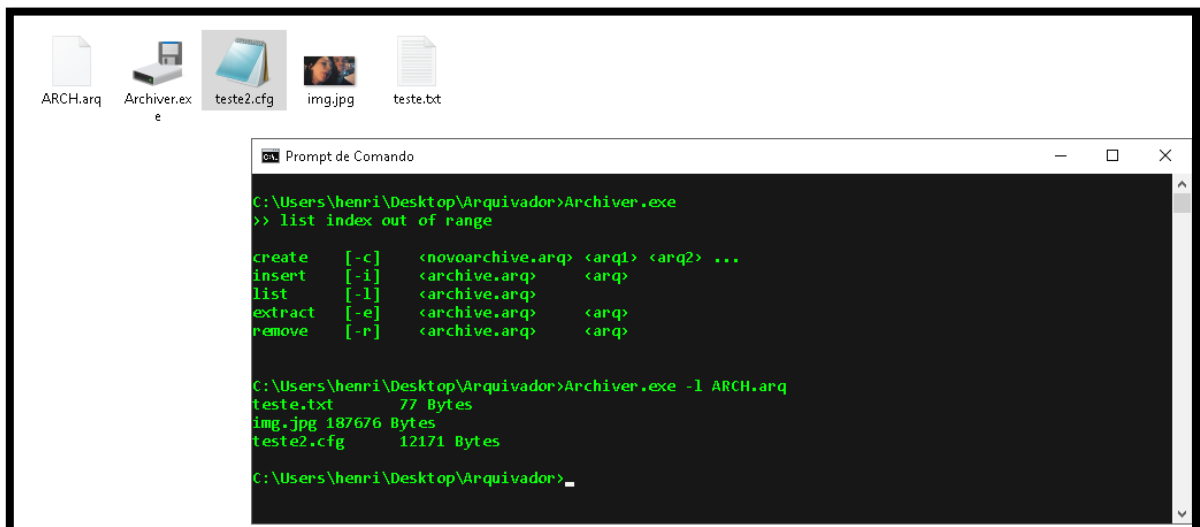 ARCH.arq
Archiver.ex
e
teste2.cfg
img.jpg
teste.txt
Prompt de Comando
C:\Users\henri\Desktop\Arquivador>Archiver.exe
>> list index out of range
create [-c] <novoarchive.arq> <arq1> <arq2> ...
insert [-i] <archive.arq> <arq>
list [-l] <archive.arq>
extract [-e] <archive.arq> <arq>
remove [-r] <archive.arq> <arq>
C:\Users\henri\Desktop\Arquivador>Archiver.exe -l ARCH.arq
teste.txt 77 Bytes
img.jpg 187676 Bytes
teste2.cfg 12171 Bytes
C:\Users\henri\Desktop\Arquivador>_